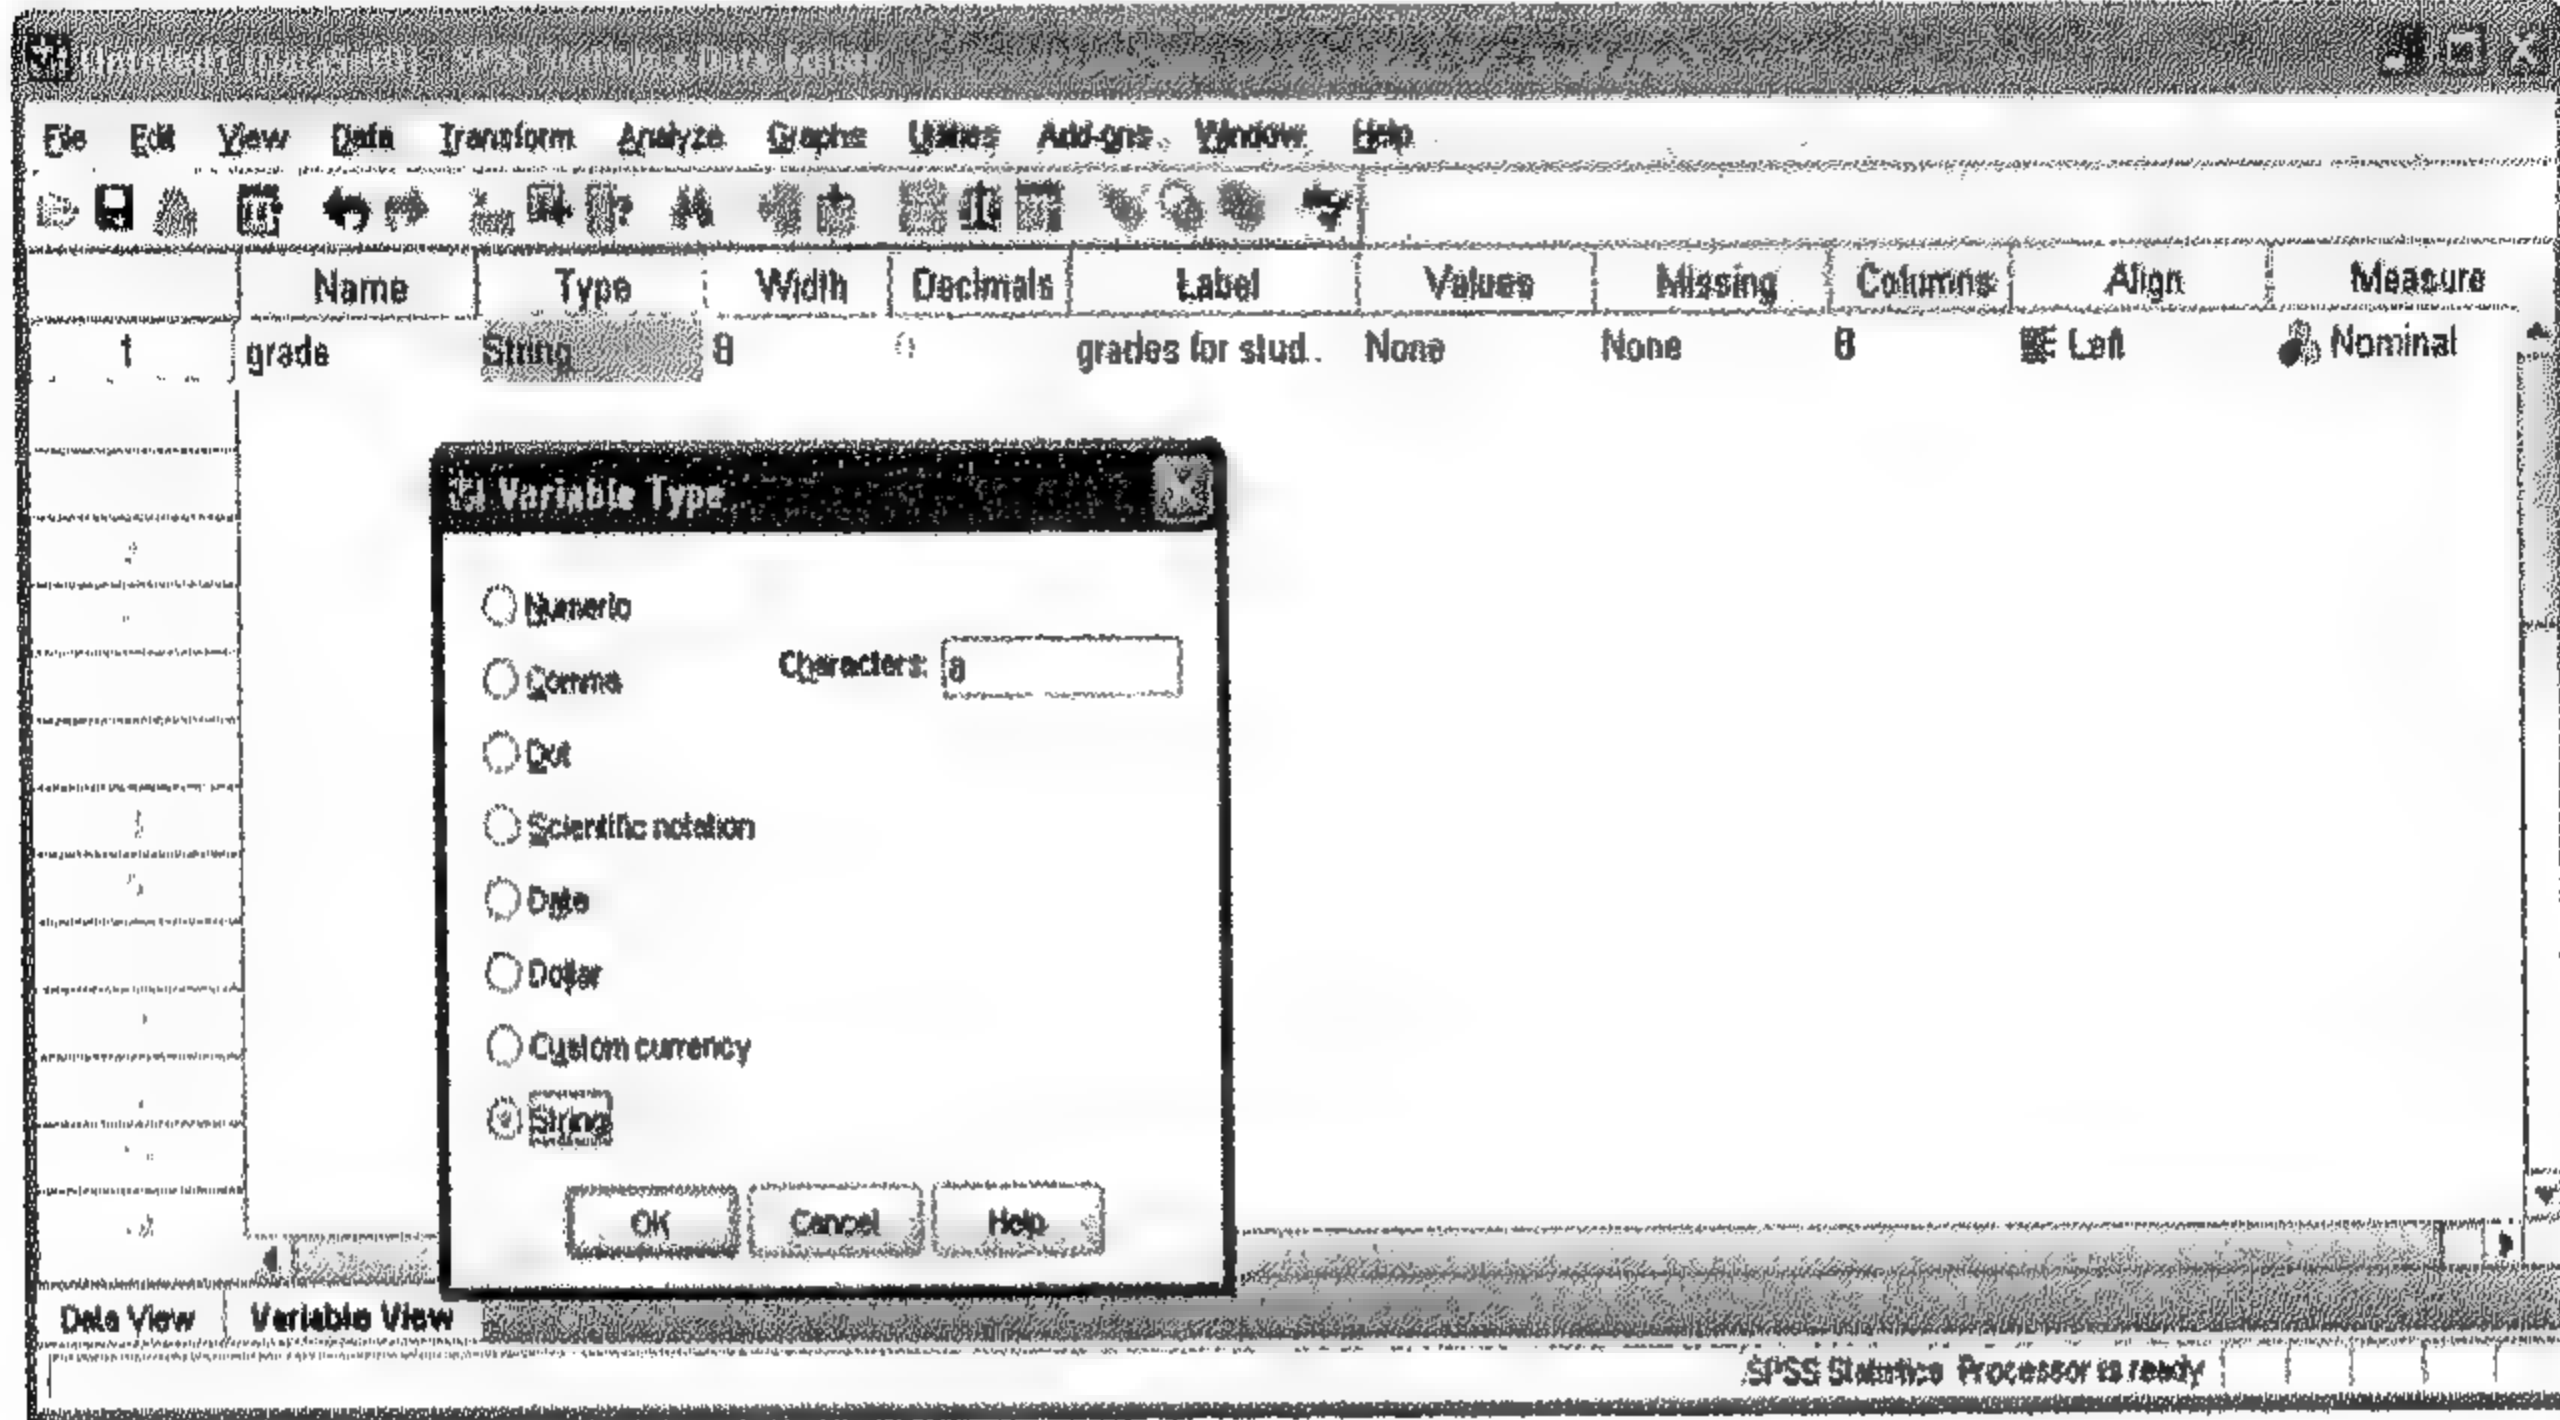 Data Editor
File Edit View Data Transform Analyze Graphs Utilities Add-ons Window Help
Name Type Width Decimals Label Values Missing Columns Align Measure
1 grade String 8 grades for stud.. None None 8 Left Nominal
Variable Type
Numeric
Characters: 8
Comma
Dot
Scientific notation
Date
Dollar
Custom currency
String
OK Cancel Help
Data View Variable View
SPSS Statistics Processor is ready